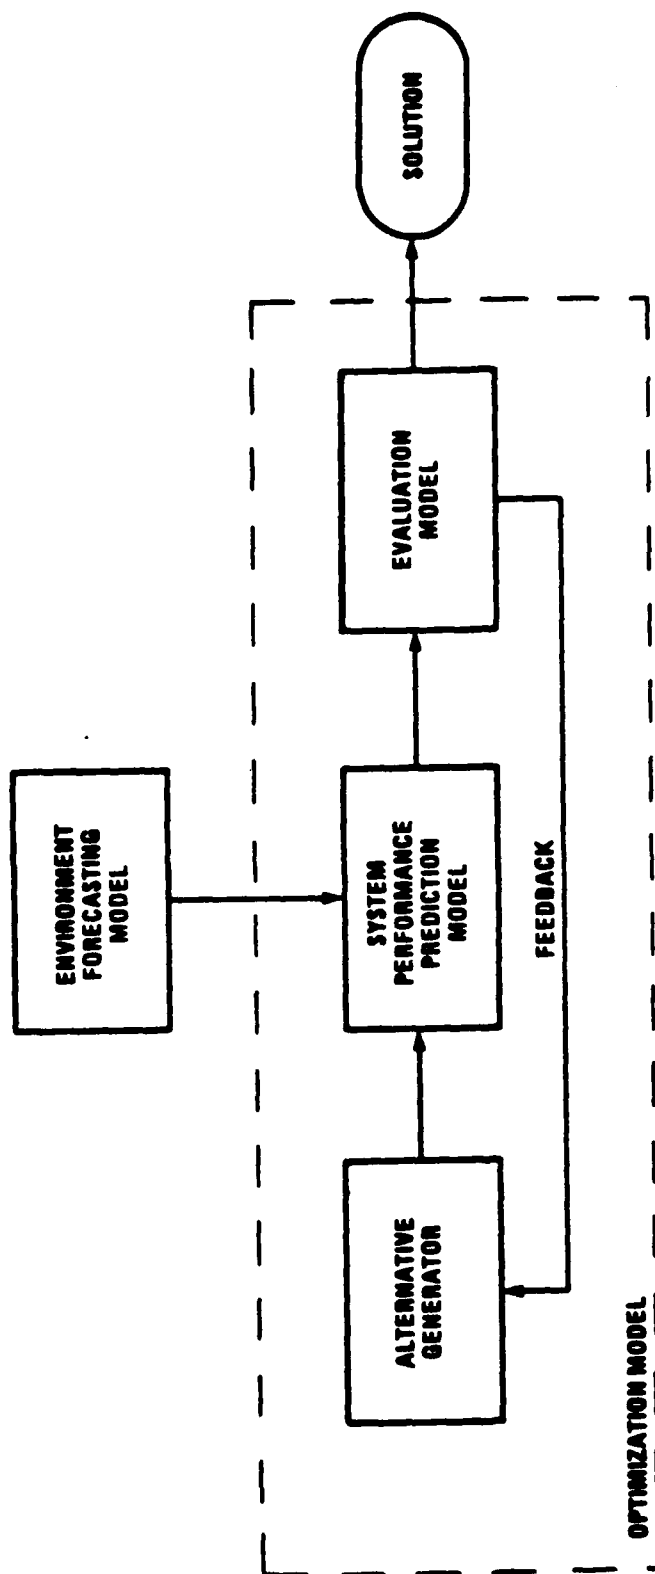 ENVIRONMENT
FORECASTING
MODEL
ALTERNATIVE
GENERATOR
SYSTEM
PERFORMANCE
PREDICTION
MODEL
EVALUATION
MODEL
SOLUTION
FEEDBACK
OPTIMIZATION MODEL